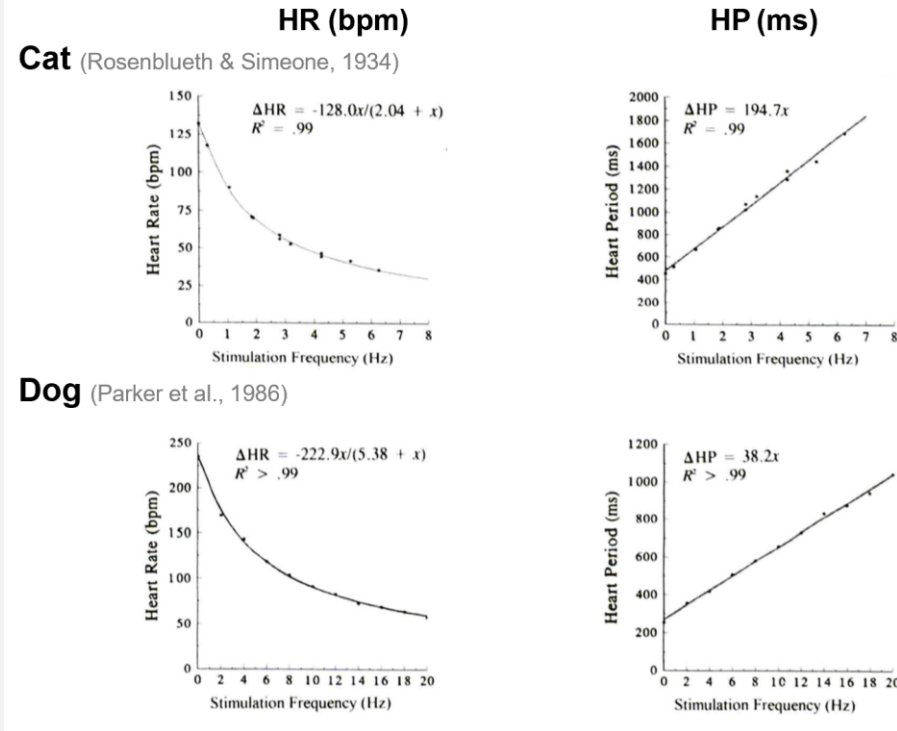 HR (bpm)
HP (ms)
Cat (Rosenblueth & Simeone, 1934)
ΔHR = -128.0x/(2.04 + x)
R² = .99
150
125
100
75
50
25
0
Heart Rate (bpm)
0 1 2 3 4 5 6 7 8
Stimulation Frequency (Hz)
ΔHP = 194.7x
R² = .99
2000
1800
1600
1400
1200
1000
800
600
400
200
0
Heart Period (ms)
0 1 2 3 4 5 6 7 8
Stimulation Frequency (Hz)
Dog (Parker et al., 1986)
ΔHR = -222.9x/(5.38 + x)
R² > .99
250
200
150
100
50
0
Heart Rate (bpm)
0 2 4 6 8 10 12 14 16 18 20
Stimulation Frequency (Hz)
ΔHP = 38.2x
R² > .99
1200
1000
800
600
400
200
0
Heart Period (ms)
0 2 4 6 8 10 12 14 16 18 20
Stimulation Frequency (Hz)